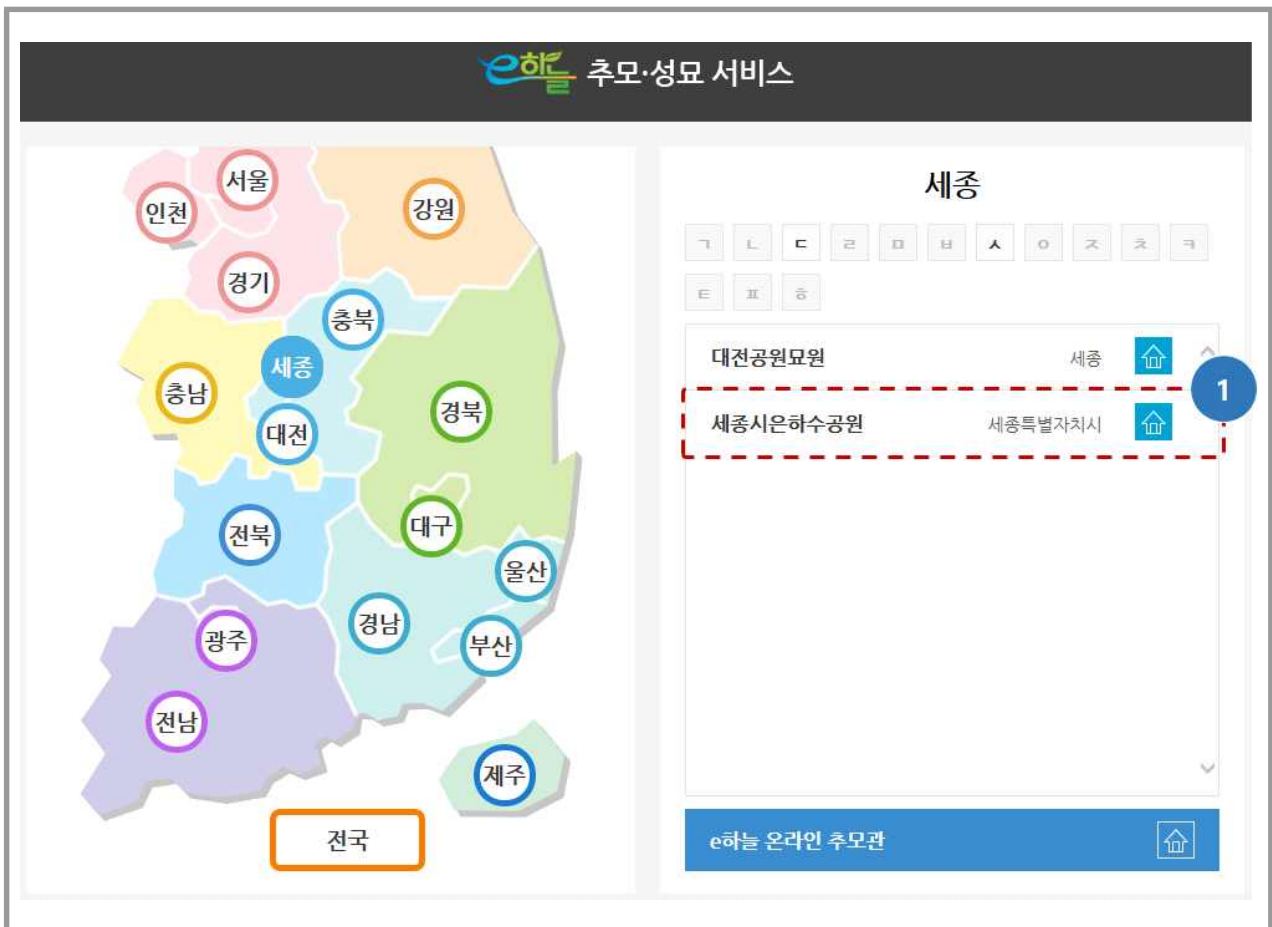 e하늘 추모·성묘 서비스
서울
인천
강원
경기
충북
세종
충남
경북
대전
대구
전북
울산
경남
광주
부산
전남
제주
전국
세종
ㄱ ㄴ ㄷ ㄹ ㅁ ㅂ ㅅ ㅇ ㅈ ㅊ ㅋ
ㅌ ㅍ ㅎ
대전공원묘원 세종
1
세종시은하수공원 세종특별자치시
e하늘 온라인 추모관